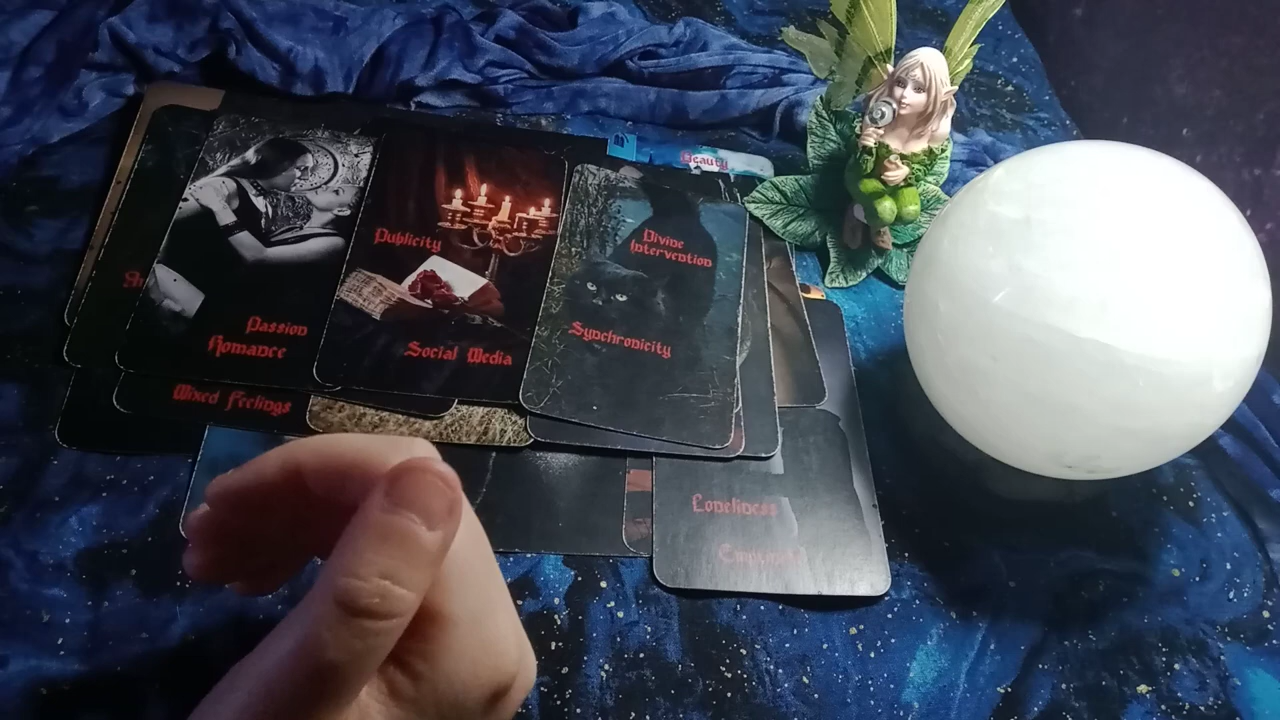 Beauty
Publicity
Divine
Intervention
Passion
Romance
Social Media
Synchronicity
Mixed Feelings
Loneliness